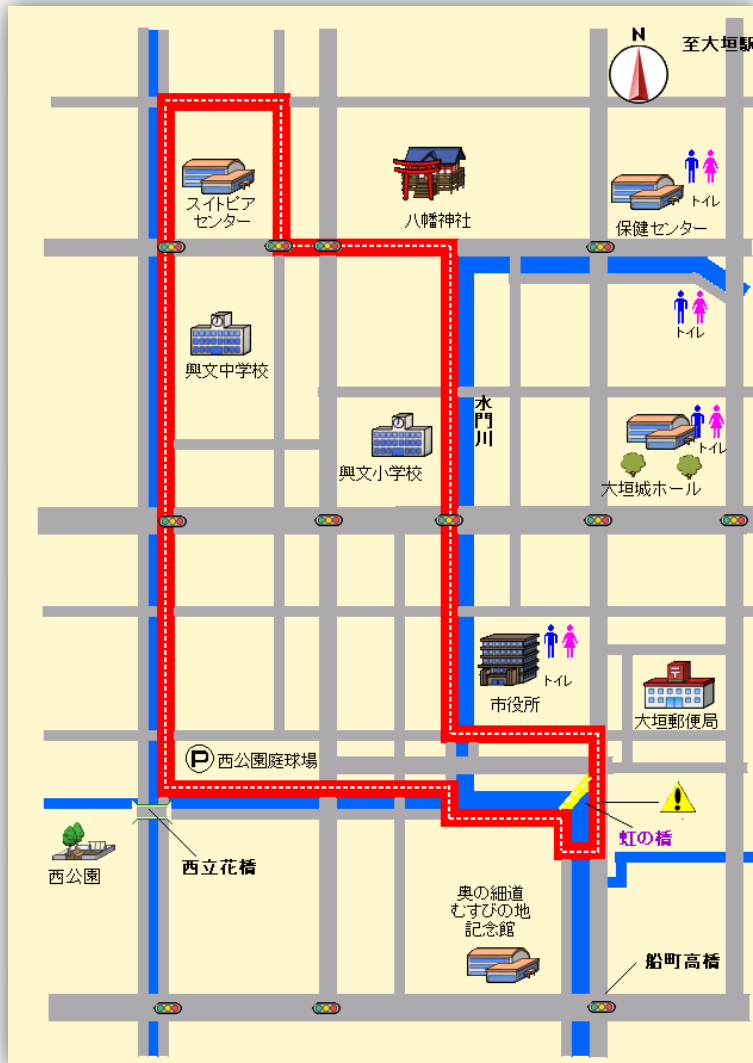 N
至大垣駅
スイトピア
センター
八幡神社
トイレ
保健センター
トイレ
興文中学校
水門川
興文小学校
トイレ
大垣城ホール
トイレ
市役所
〒
大垣郵便局
P 西公園庭球場
!
虹の橋
西公園
西立花橋
奥の細道
むすびの地
記念館
船町高橋